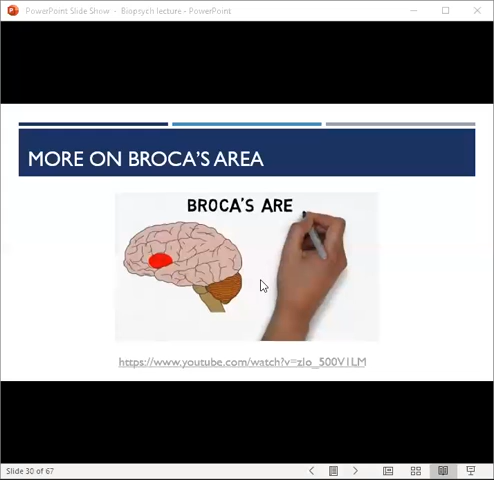 PowerPoint Slide Show - Biopsych lecture - PowerPoint
MORE ON BROCA'S AREA
BROCA'S ARE
https://www.youtube.com/watch?v=zlo_500V1LM
Slide 30 of 67